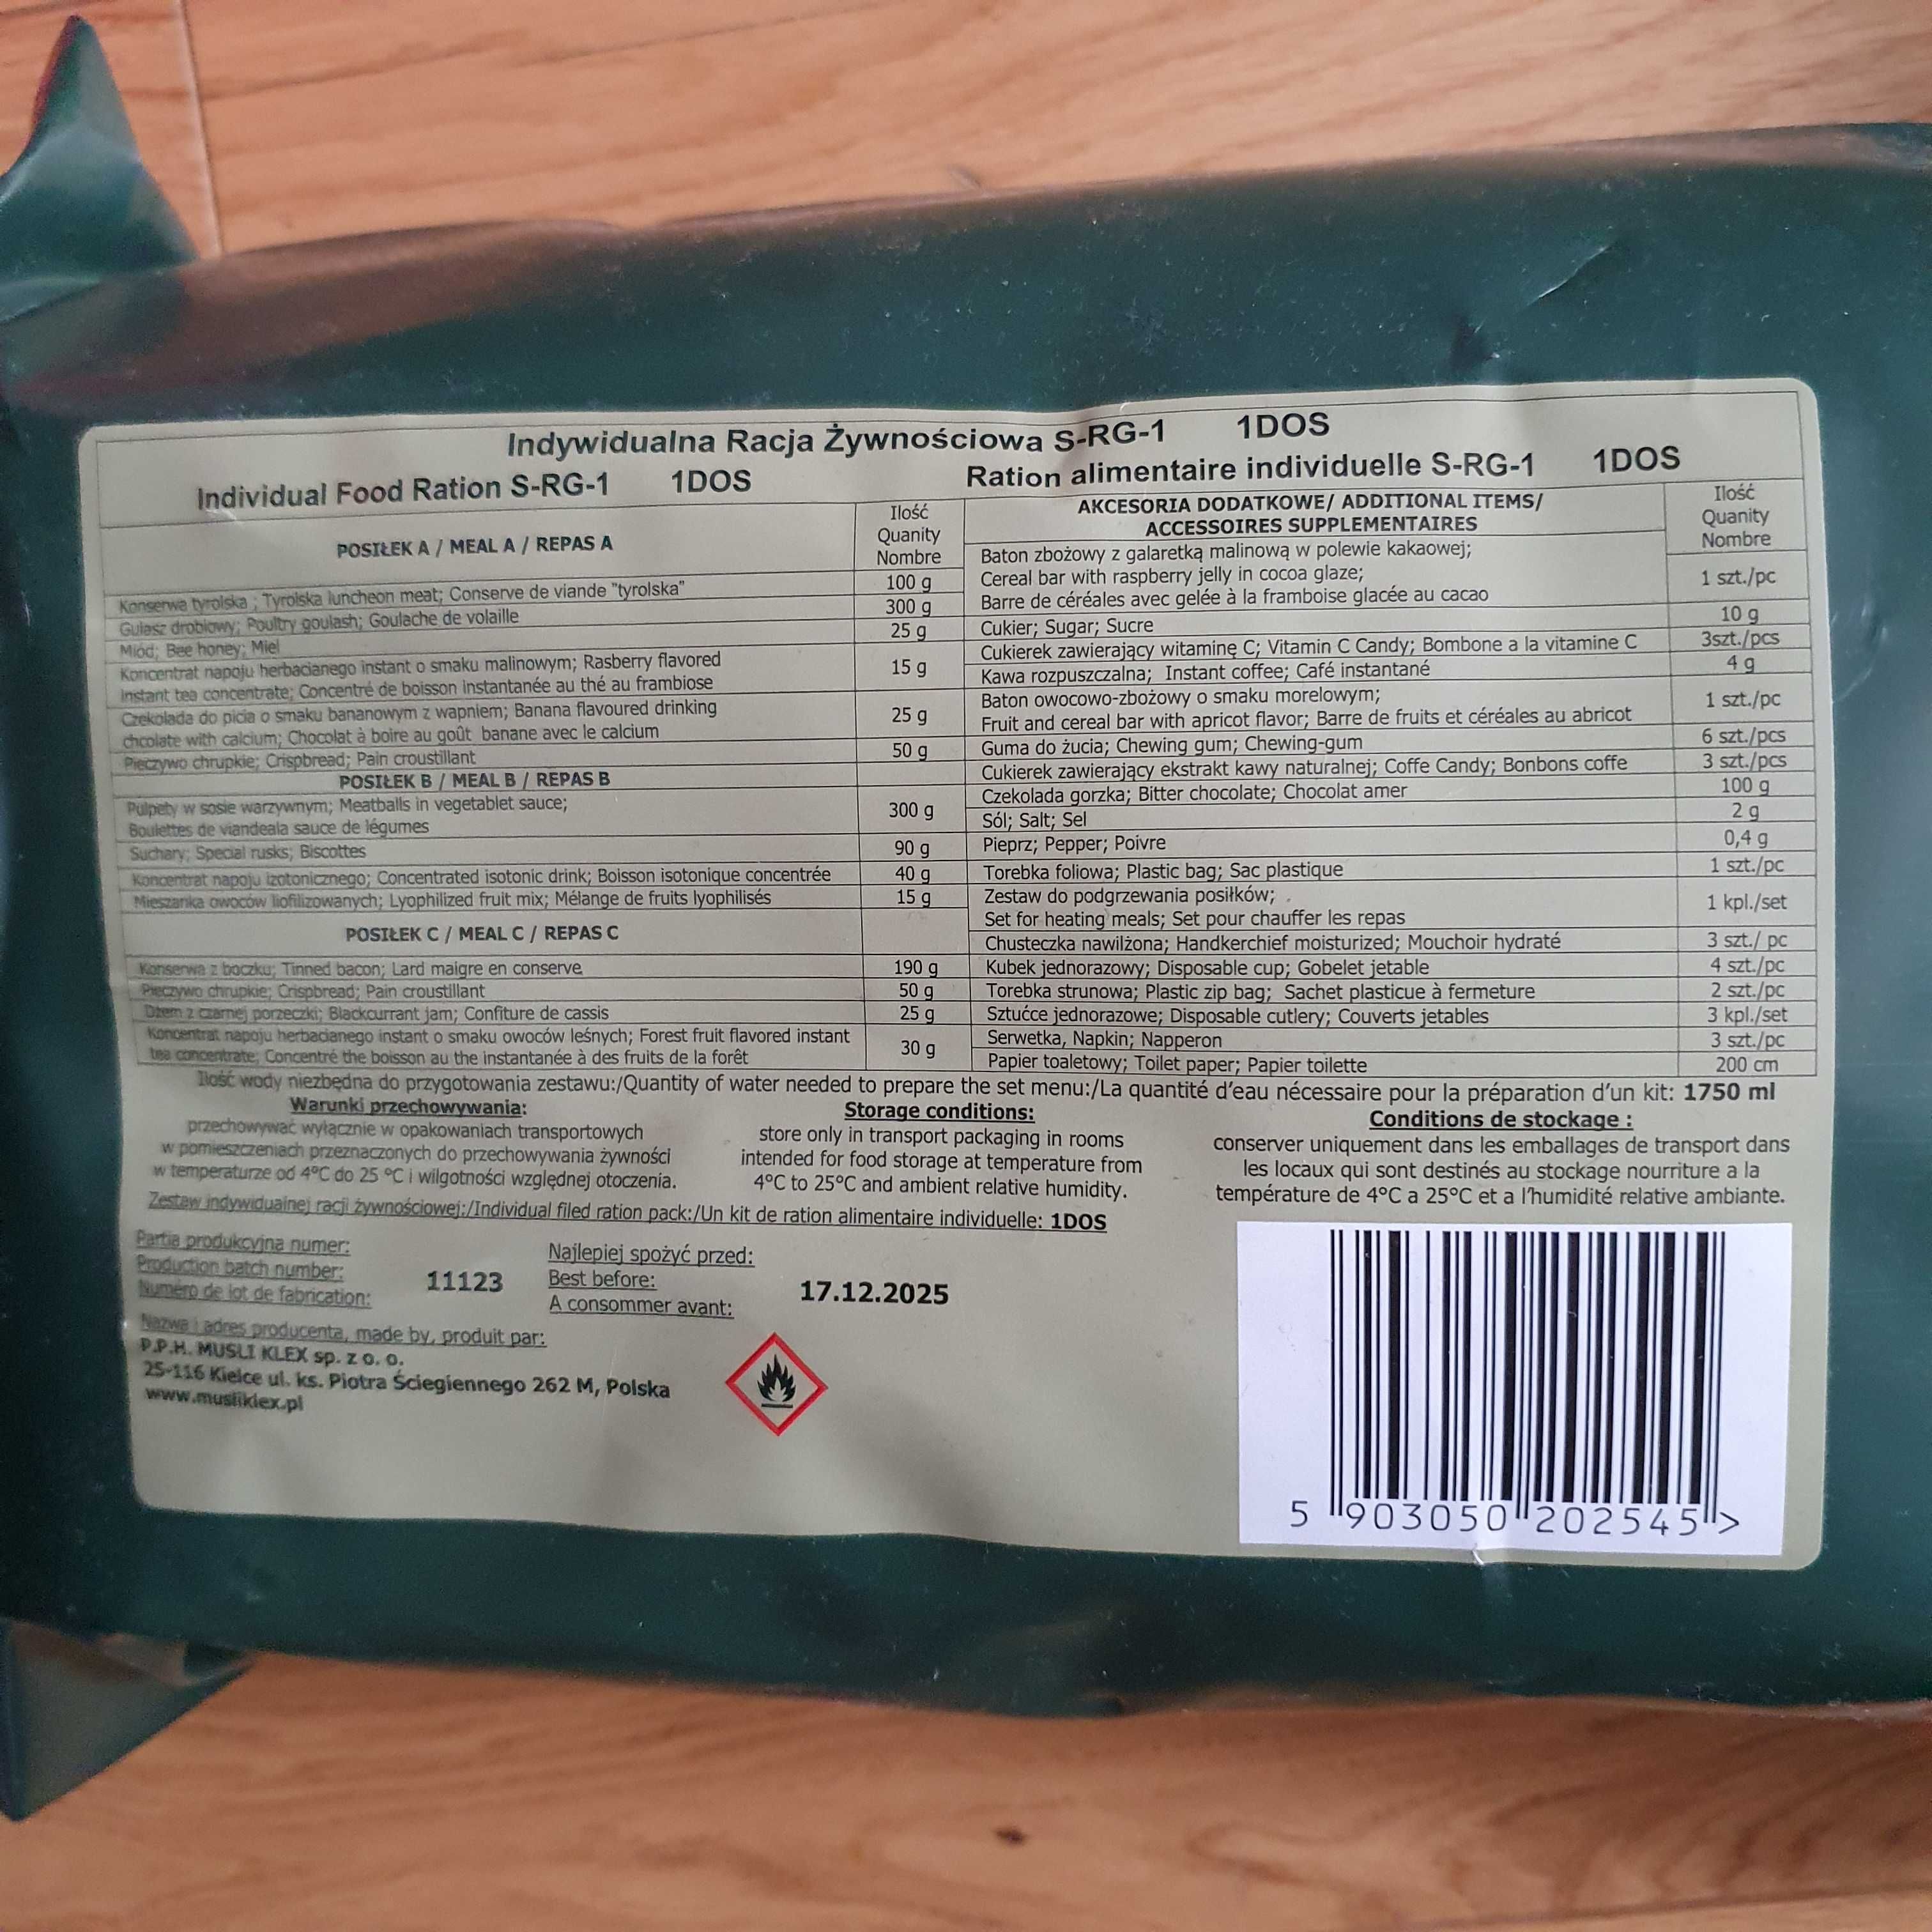 Indywidualna Racja Żywnościowa S-RG-1 1DOS
Individual Food Ration S-RG-1 1DOS
Ration alimentaire individuelle S-RG-1 1DOS
POSIŁEK A / MEAL A / REPAS A
Ilość
Quanity
Nombre
Konserwa tyrolska ; Tyrolska luncheon meat; Conserve de viande "tyrolska" 100 g
Gulasz drobiowy; Poultry goulash; Goulache de volaille 300 g
Miód; Bee honey; Miel 25 g
Koncentrat napoju herbacianego instant o smaku malinowym; Rasberry flavored
Instant tea concentrate; Concentré de boisson instantanée au thé au frambiose 15 g
Czekolada do picia o smaku bananowym z wapniem; Banana flavoured drinking
chcolate with calcium; Chocolat à boire au goût banane avec le calcium 25 g
Pieczywo chrupkie; Crispbread; Pain croustillant 50 g
POSIŁEK B / MEAL B / REPAS B
Pulpety w sosie warzywnym; Meatballs in vegetablet sauce;
Boulettes de viandeala sauce de légumes 300 g
Suchary; Special rusks; Biscottes 90 g
Koncentrat napoju izotonicznego; Concentrated isotonic drink; Boisson isotonique concentrée 40 g
Mieszanka owoców liofilizowanych; Lyophilized fruit mix; Mélange de fruits lyophilisés 15 g
POSIŁEK C / MEAL C / REPAS C
Konserwa z boczku; Tinned bacon; Lard maigre en conserve 190 g
Pieczywo chrupkie; Crispbread; Pain croustillant 50 g
Dżem z czarnej porzeczki; Blackcurrant jam; Confiture de cassis 25 g
Koncentrat napoju herbacianego instant o smaku owoców leśnych; Forest fruit flavored instant
tea concentrate; Concentré the boisson au the instantanée à des fruits de la forêt 30 g
AKCESORIA DODATKOWE/ ADDITIONAL ITEMS/
ACCESSOIRES SUPPLEMENTAIRES
Ilość
Quanity
Nombre
Baton zbożowy z galaretką malinową w polewie kakaowej;
Cereal bar with raspberry jelly in cocoa glaze; 1 szt./pc
Barre de céréales avec gelée à la framboise glacée au cacao
Cukier; Sugar; Sucre 10 g
Cukierek zawierający witaminę C; Vitamin C Candy; Bombone a la vitamine C 3szt./pcs
Kawa rozpuszczalna; Instant coffee; Café instantané 4 g
Baton owocowo-zbożowy o smaku morelowym;
Fruit and cereal bar with apricot flavor; Barre de fruits et céréales au abricot 1 szt./pc
Guma do żucia; Chewing gum; Chewing-gum 6 szt./pcs
Cukierek zawierający ekstrakt kawy naturalnej; Coffe Candy; Bonbons coffe 3 szt./pcs
Czekolada gorzka; Bitter chocolate; Chocolat amer 100 g
Sól; Salt; Sel 2 g
Pieprz; Pepper; Poivre 0,4 g
Torebka foliowa; Plastic bag; Sac plastique 1 szt./pc
Zestaw do podgrzewania posiłków;
Set for heating meals; Set pour chauffer les repas 1 kpl./set
Chusteczka nawilżona; Handkerchief moisturized; Mouchoir hydraté 3 szt./ pc
Kubek jednorazowy; Disposable cup; Gobelet jetable 4 szt./pc
Torebka strunowa; Plastic zip bag; Sachet plasticue à fermeture 2 szt./pc
Sztućce jednorazowe; Disposable cutlery; Couverts jetables 3 kpl./set
Serwetka, Napkin; Napperon 3 szt./pc
Papier toaletowy; Toilet paper; Papier toilette 200 cm
Ilość wody niezbędna do przygotowania zestawu:/Quantity of water needed to prepare the set menu:/La quantité d'eau nécessaire pour la préparation d'un kit: 1750 ml
Warunki przechowywania:
przechowywać wyłącznie w opakowaniach transportowych
w pomieszczeniach przeznaczonych do przechowywania żywności
w temperaturze od 4°C do 25 °C i wilgotności względnej otoczenia.
Storage conditions:
store only in transport packaging in rooms
intended for food storage at temperature from
4°C to 25°C and ambient relative humidity.
Conditions de stockage :
conserver uniquement dans les emballages de transport dans
les locaux qui sont destinés au stockage nourriture a la
température de 4°C a 25°C et a l'humidité relative ambiante.
Zestaw indywidualnej racji żywnościowej:/Individual filed ration pack:/Un kit de ration alimentaire individuelle: 1DOS
Partia produkcyjna numer:
Production batch number:
Numéro de lot de fabrication:
11123
Najlepiej spożyć przed:
Best before:
A consommer avant:
17.12.2025
Nazwa i adres producenta, made by, produit par:
P.P.H. MUSLI KLEX sp. z o. o.
25-116 Kielce ul. ks. Piotra Ściegiennego 262 M, Polska
www.musliklex.pl
5 903050 202545 >